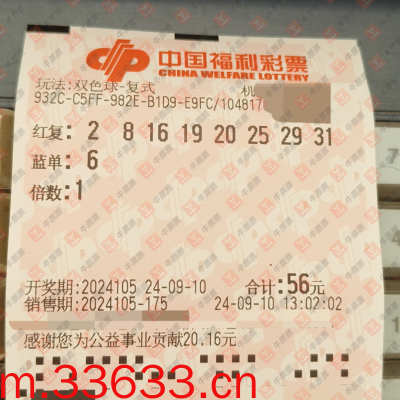 中国福利彩票
CHINA WELFARE LOTTERY
玩法:双色球-复式 机
932C-C5FF-982E-B1D9-E9FC/104817
红复: 2 8 16 19 20 25 29 31
蓝单: 6
倍数:1
开奖期:2024105 24-09-10 合计:56元
销售期:2024105-175 24-09-10 13:02:02
感谢您为公益事业贡献20.16元
m.33633.cn